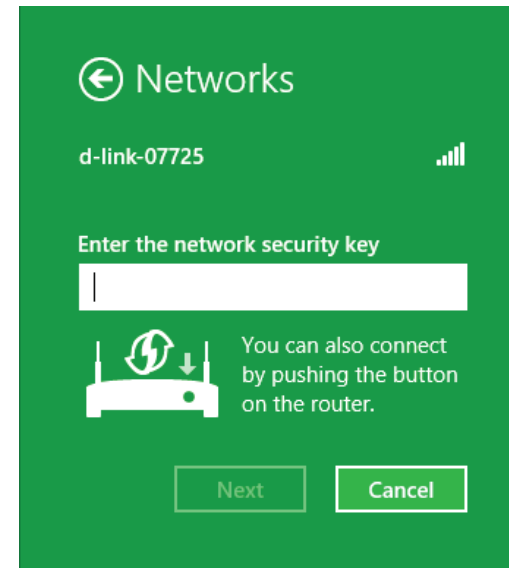 Networks
d-link-07725
Enter the network security key
You can also connect
by pushing the button
on the router.
Next
Cancel